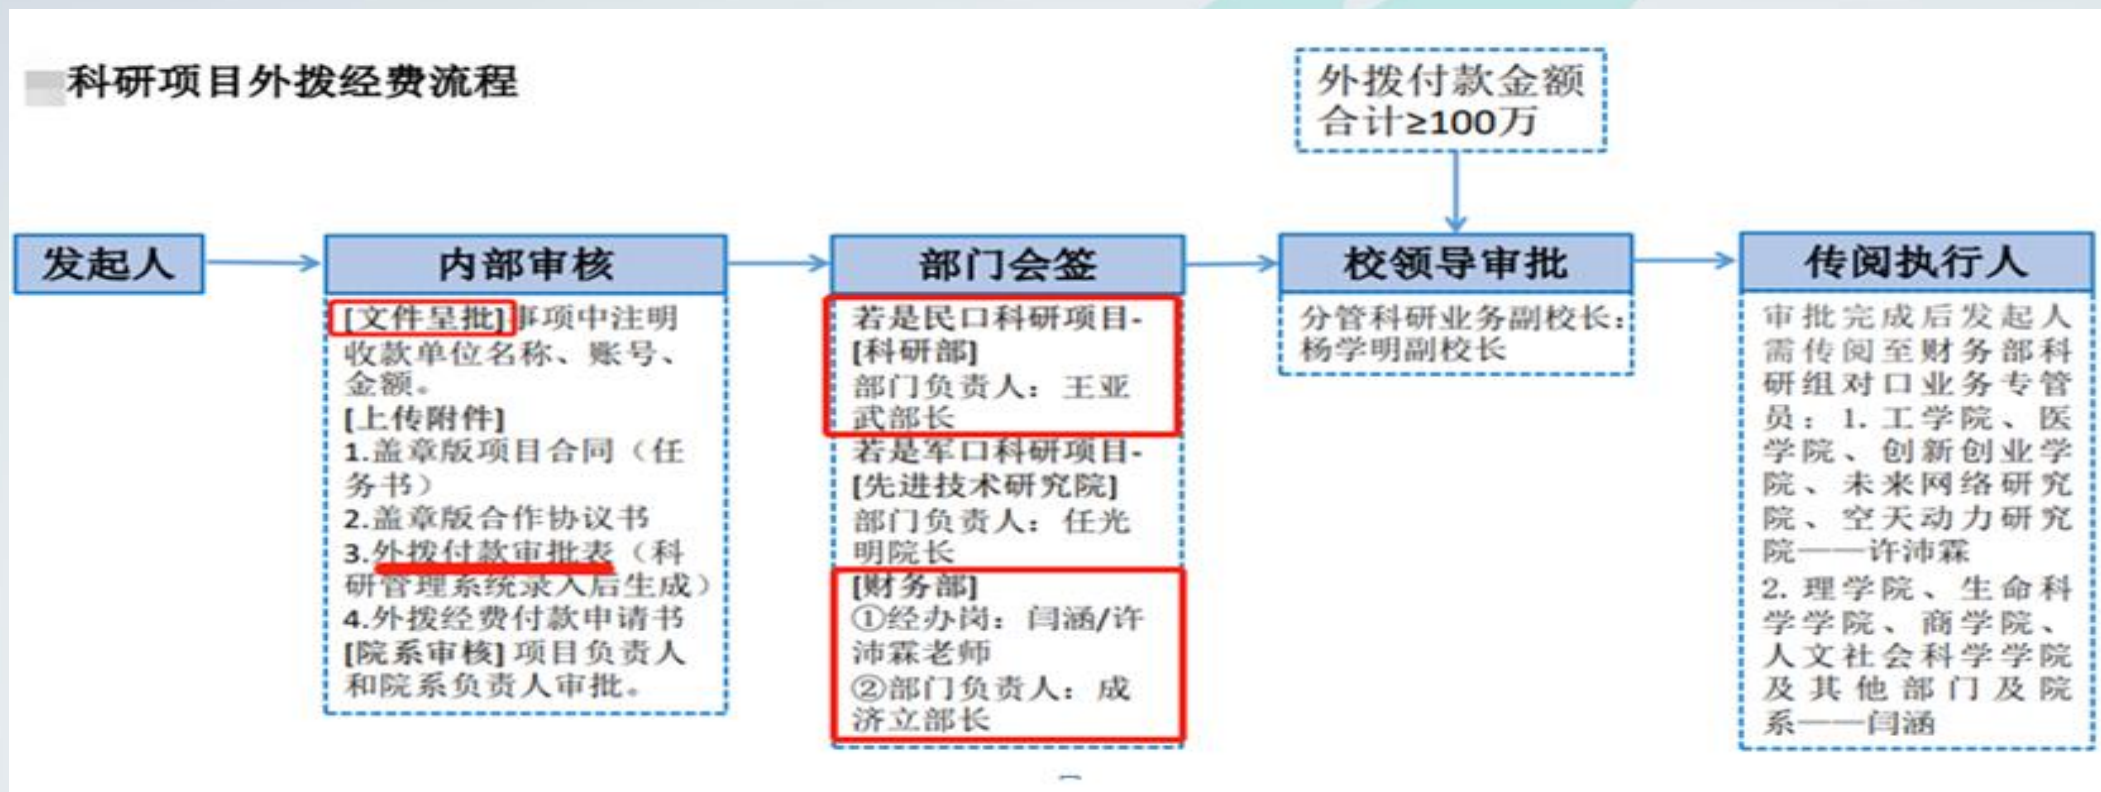 科研项目外拨经费流程
外拨付款金额
合计≥100万
发起人
内部审核
[文件呈批]事项中注明
收款单位名称、账号、
金额。
[上传附件]
1.盖章版项目合同（任
务书）
2.盖章版合作协议书
3.外拨付款审批表（科
研管理系统录入后生成）
4.外拨经费付款申请书
[院系审核]项目负责人
和院系负责人审批。
部门会签
若是民口科研项目-
[科研部]
部门负责人：王亚
武部长
若是军口科研项目-
[先进技术研究院]
部门负责人：任光
明院长
[财务部]
①经办岗：闫涵/许
沛霖老师
②部门负责人：成
济立部长
校领导审批
分管科研业务副校长：
杨学明副校长
传阅执行人
审批完成后发起人
需传阅至财务部科
研组对口业务专管
员：1.工学院、医
学院、创新创业学
院、未来网络研究
院、空天动力研究
院——许沛霖
2.理学院、生命科
学学院、商学院、
人文社会科学学院
及其他部门及院
系——闫涵